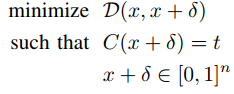 minimize 𝒟(x, x + δ)
such that C(x + δ) = t
x + δ ∈ [0, 1]ⁿ